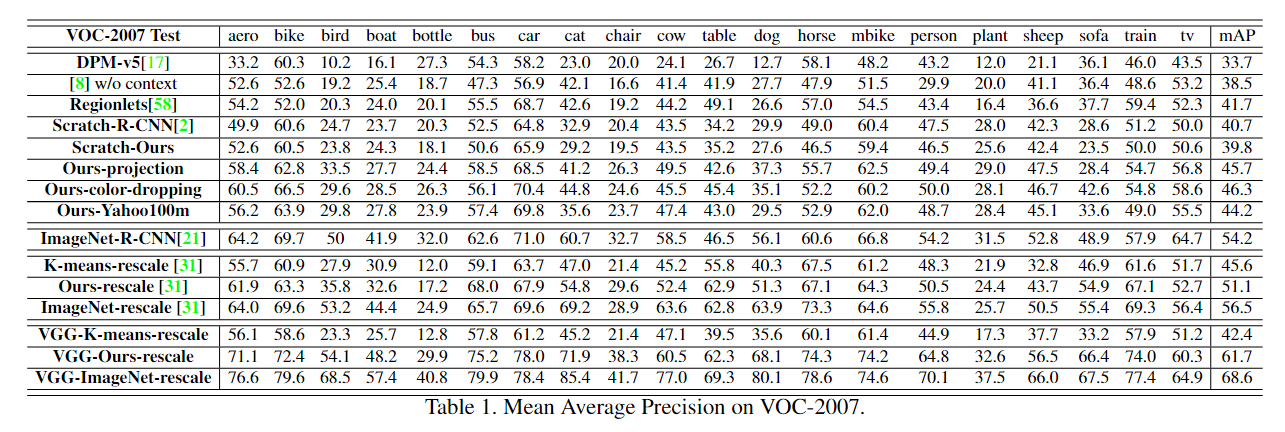 VOC-2007 Test aero bike bird boat bottle bus car cat chair cow table dog horse mbike person plant sheep sofa train tv mAP
DPM-v5[17] 33.2 60.3 10.2 16.1 27.3 54.3 58.2 23.0 20.0 24.1 26.7 12.7 58.1 48.2 43.2 12.0 21.1 36.1 46.0 43.5 33.7
[8] w/o context 52.6 52.6 19.2 25.4 18.7 47.3 56.9 42.1 16.6 41.4 41.9 27.7 47.9 51.5 29.9 20.0 41.1 36.4 48.6 53.2 38.5
Regionlets[58] 54.2 52.0 20.3 24.0 20.1 55.5 68.7 42.6 19.2 44.2 49.1 26.6 57.0 54.5 43.4 16.4 36.6 37.7 59.4 52.3 41.7
Scratch-R-CNN[2] 49.9 60.6 24.7 23.7 20.3 52.5 64.8 32.9 20.4 43.5 34.2 29.9 49.0 60.4 47.5 28.0 42.3 28.6 51.2 50.0 40.7
Scratch-Ours 52.6 60.5 23.8 24.3 18.1 50.6 65.9 29.2 19.5 43.5 35.2 27.6 46.5 59.4 46.5 25.6 42.4 23.5 50.0 50.6 39.8
Ours-projection 58.4 62.8 33.5 27.7 24.4 58.5 68.5 41.2 26.3 49.5 42.6 37.3 55.7 62.5 49.4 29.0 47.5 28.4 54.7 56.8 45.7
Ours-color-dropping 60.5 66.5 29.6 28.5 26.3 56.1 70.4 44.8 24.6 45.5 45.4 35.1 52.2 60.2 50.0 28.1 46.7 42.6 54.8 58.6 46.3
Ours-Yahoo100m 56.2 63.9 29.8 27.8 23.9 57.4 69.8 35.6 23.7 47.4 43.0 29.5 52.9 62.0 48.7 28.4 45.1 33.6 49.0 55.5 44.2
ImageNet-R-CNN[21] 64.2 69.7 50 41.9 32.0 62.6 71.0 60.7 32.7 58.5 46.5 56.1 60.6 66.8 54.2 31.5 52.8 48.9 57.9 64.7 54.2
K-means-rescale [31] 55.7 60.9 27.9 30.9 12.0 59.1 63.7 47.0 21.4 45.2 55.8 40.3 67.5 61.2 48.3 21.9 32.8 46.9 61.6 51.7 45.6
Ours-rescale [31] 61.9 63.3 35.8 32.6 17.2 68.0 67.9 54.8 29.6 52.4 62.9 51.3 67.1 64.3 50.5 24.4 43.7 54.9 67.1 52.7 51.1
ImageNet-rescale [31] 64.0 69.6 53.2 44.4 24.9 65.7 69.6 69.2 28.9 63.6 62.8 63.9 73.3 64.6 55.8 25.7 50.5 55.4 69.3 56.4 56.5
VGG-K-means-rescale 56.1 58.6 23.3 25.7 12.8 57.8 61.2 45.2 21.4 47.1 39.5 35.6 60.1 61.4 44.9 17.3 37.7 33.2 57.9 51.2 42.4
VGG-Ours-rescale 71.1 72.4 54.1 48.2 29.9 75.2 78.0 71.9 38.3 60.5 62.3 68.1 74.3 74.2 64.8 32.6 56.5 66.4 74.0 60.3 61.7
VGG-ImageNet-rescale 76.6 79.6 68.5 57.4 40.8 79.9 78.4 85.4 41.7 77.0 69.3 80.1 78.6 74.6 70.1 37.5 66.0 67.5 77.4 64.9 68.6
Table 1. Mean Average Precision on VOC-2007.